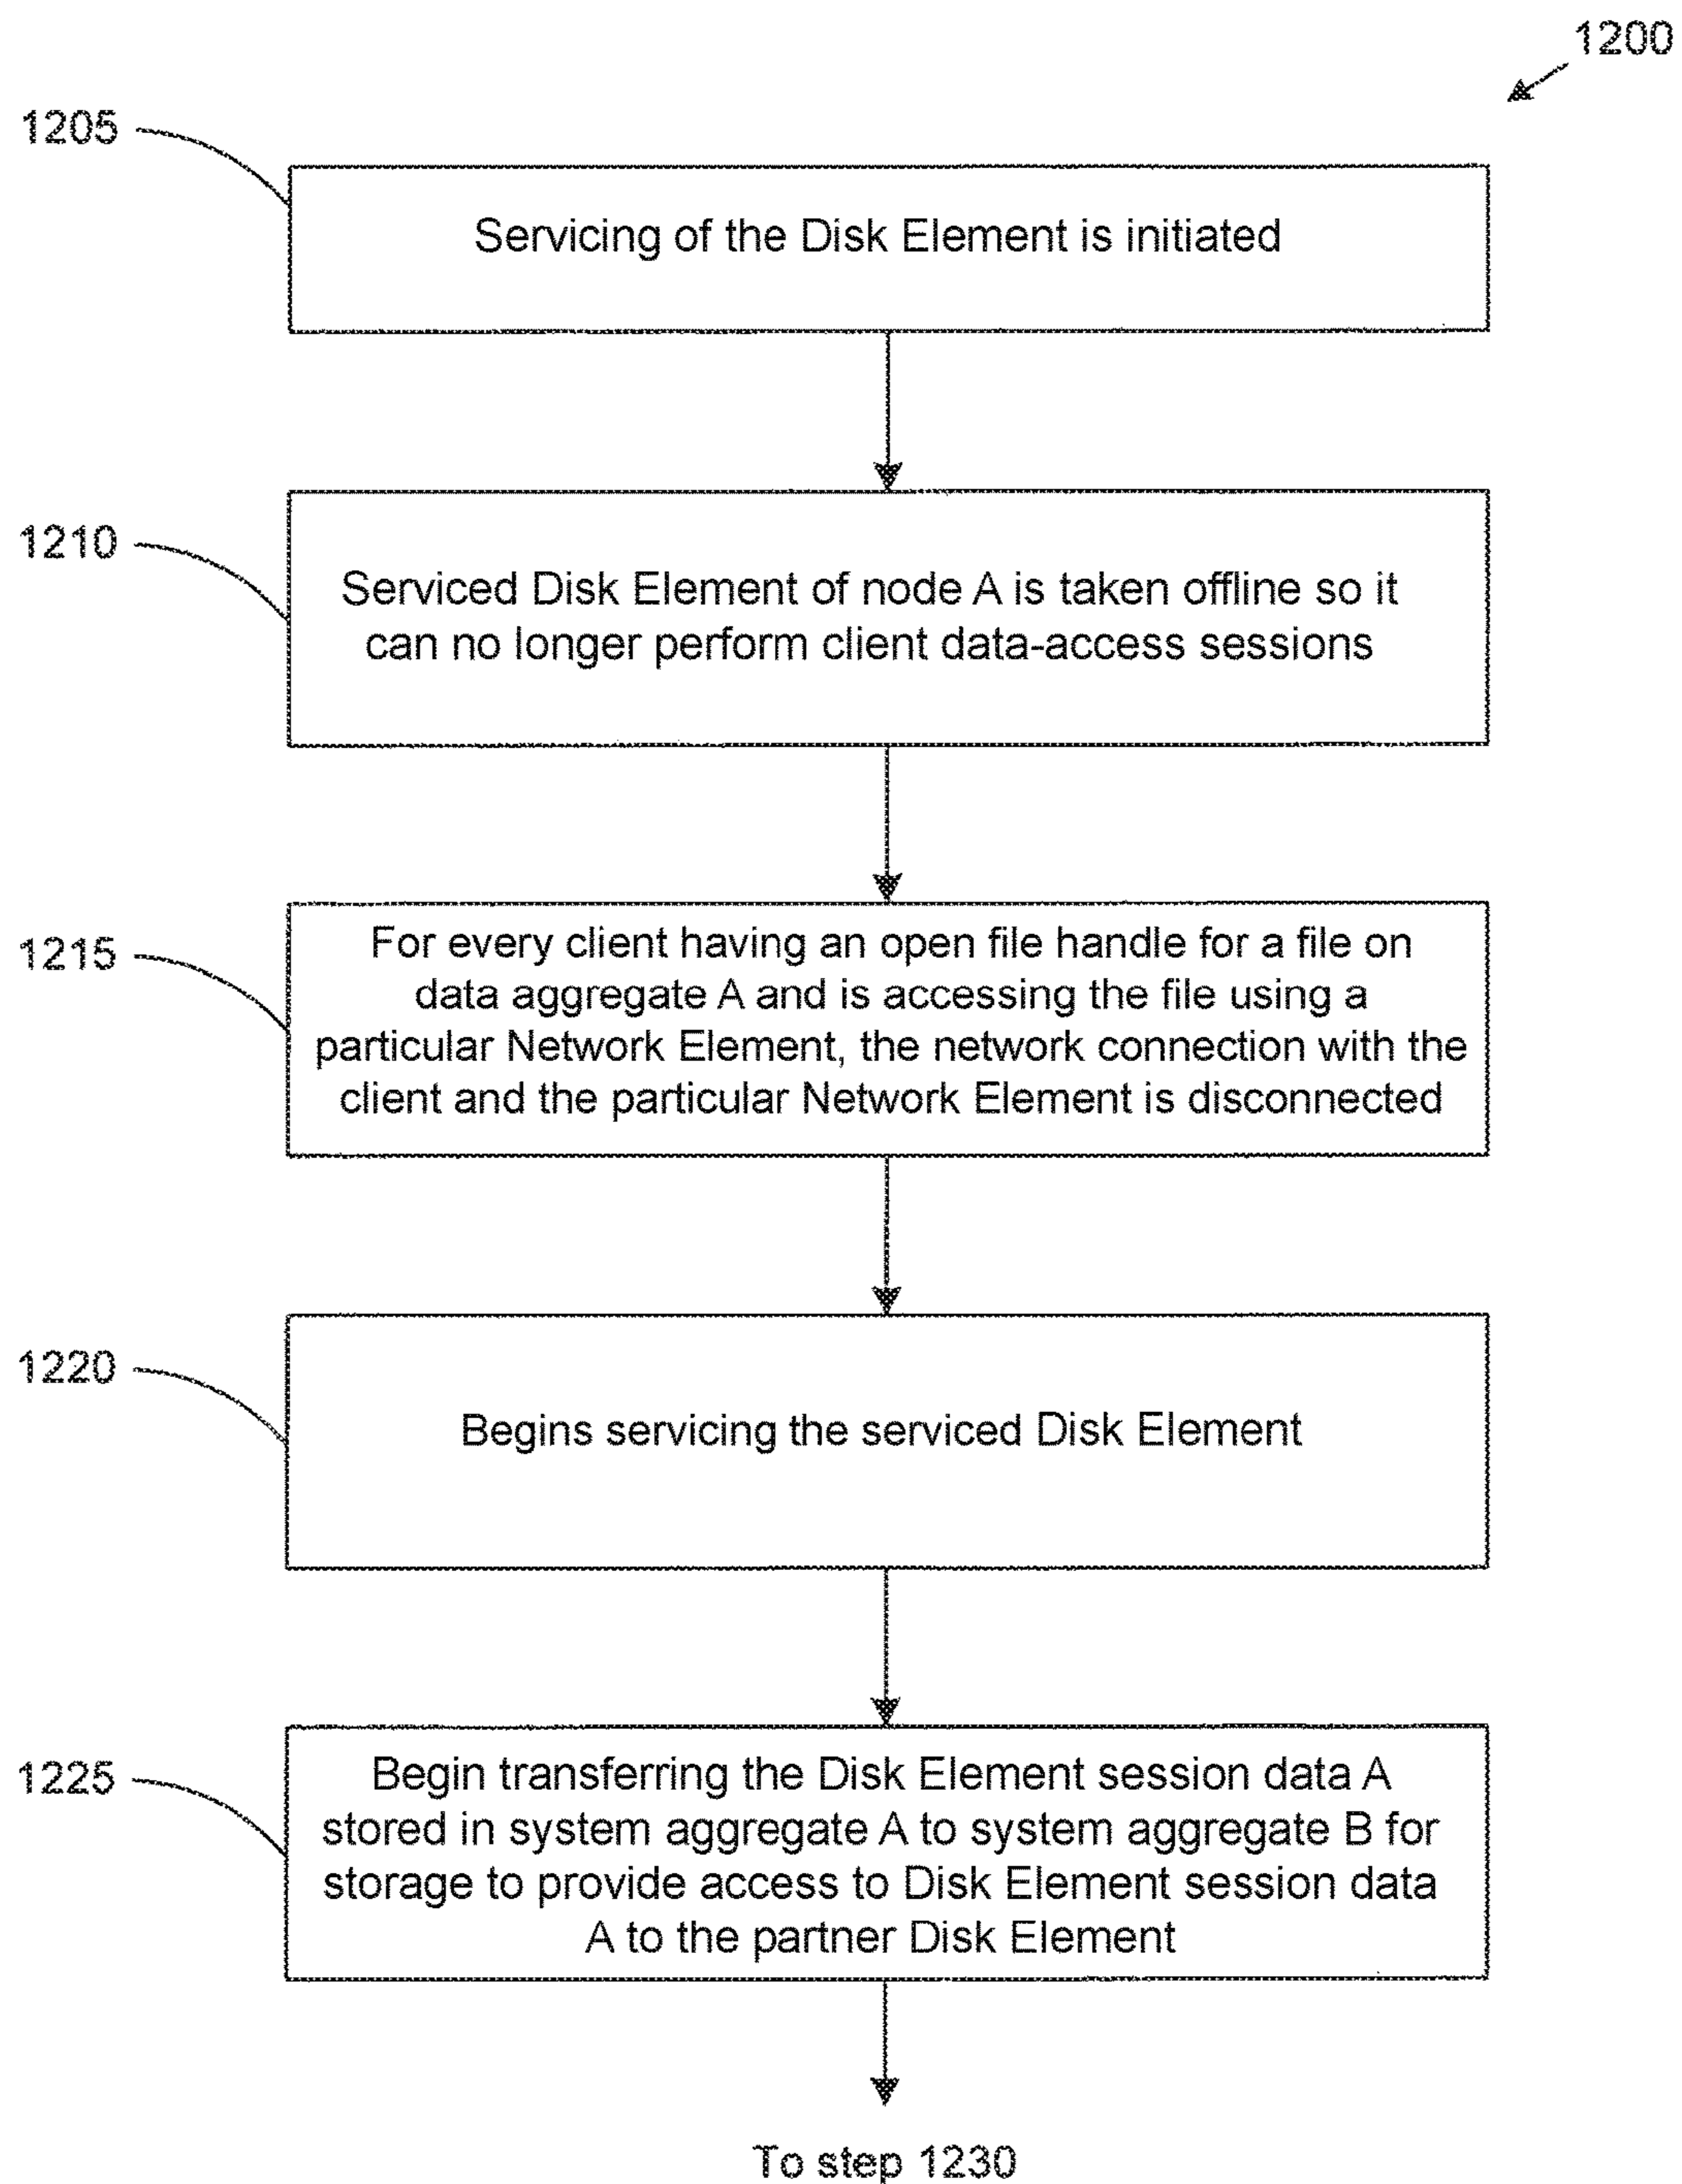 1200
1205
Servicing of the Disk Element is initiated
1210
Serviced Disk Element of node A is taken offline so it
can no longer perform client data-access sessions
1215
For every client having an open file handle for a file on
data aggregate A and is accessing the file using a
particular Network Element, the network connection with the
client and the particular Network Element is disconnected
1220
Begins servicing the serviced Disk Element
1225
Begin transferring the Disk Element session data A
stored in system aggregate A to system aggregate B for
storage to provide access to Disk Element session data
A to the partner Disk Element
To step 1230